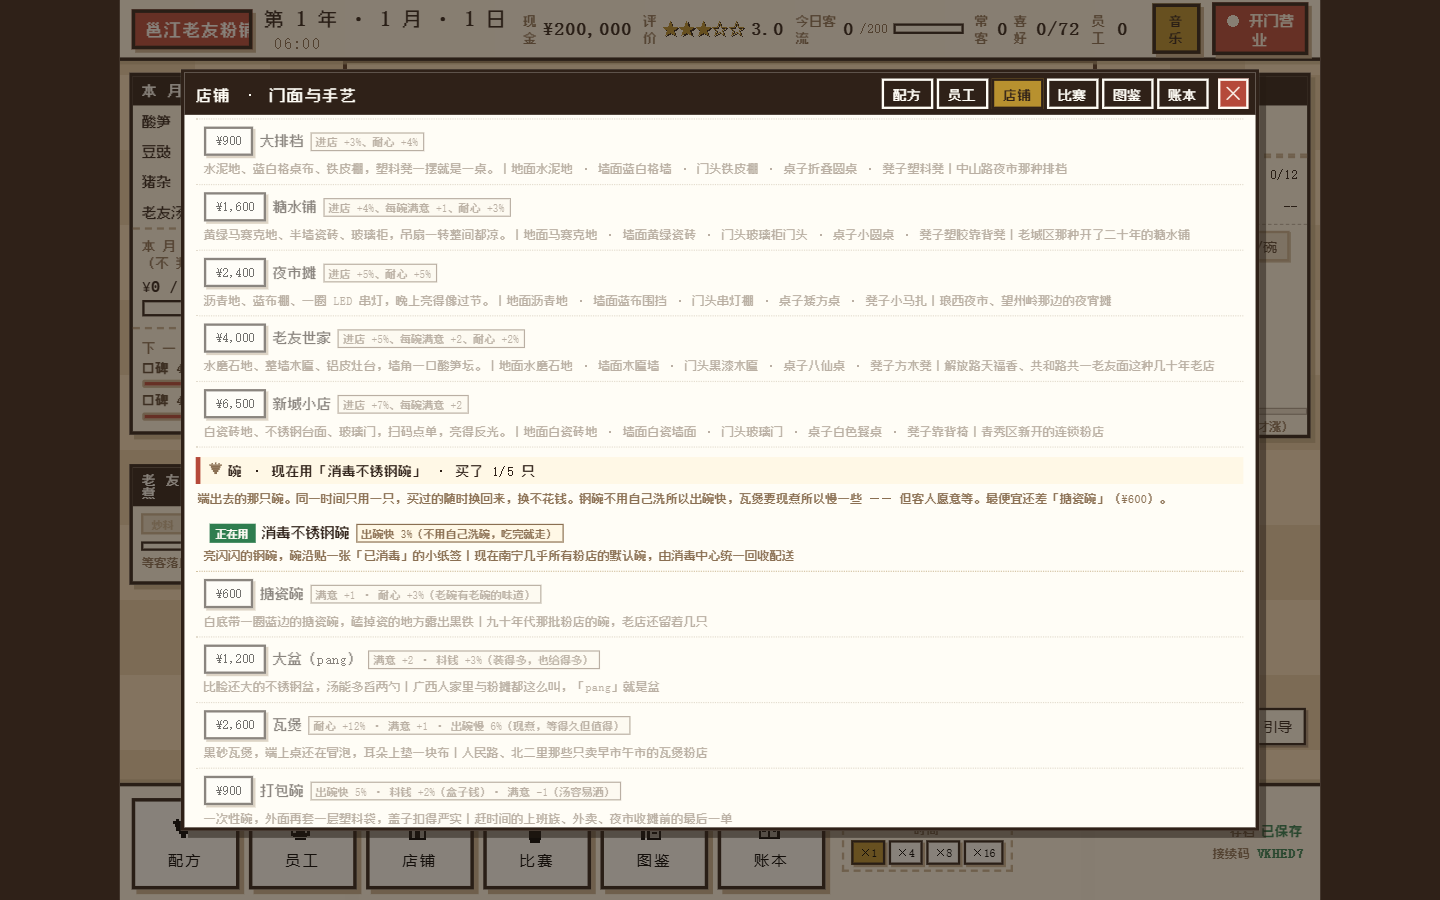 邕江老友粉铺
第 1 年 · 1 月 · 1 日
06:00
现金 ¥200,000
评价 3.0
今日客流 0 /200
常客 0
喜好 0/72
员工 0
音乐
开门营业
店铺 · 门面与手艺
配方
员工
店铺
比赛
图鉴
账本
¥900 大排档 进店 +3%、耐心 +4%
水泥地、蓝白格桌布、铁皮棚，塑料凳一摆就是一桌。|地面水泥地 · 墙面蓝白格墙 · 门头铁皮棚 · 桌子折叠圆桌 · 凳子塑料凳|中山路夜市那种排档
¥1,600 糖水铺 进店 +4%、每碗满意 +1、耐心 +3%
黄绿马赛克地、半墙瓷砖、玻璃柜，吊扇一转整间都凉。|地面马赛克地 · 墙面黄绿瓷砖 · 门头玻璃柜门头 · 桌子小圆桌 · 凳子塑胶靠背凳|老城区那种开了二十年的糖水铺
¥2,400 夜市摊 进店 +5%、耐心 +5%
沥青地、蓝布棚、一圈 LED 串灯，晚上亮得像过节。|地面沥青地 · 墙面蓝布围挡 · 门头串灯棚 · 桌子矮方桌 · 凳子小马扎|琅西夜市、望州岭那边的夜宵摊
¥4,000 老友世家 进店 +5%、每碗满意 +2、耐心 +2%
水磨石地、整墙木匾、铝皮灶台，墙角一口酸笋坛。|地面水磨石地 · 墙面木匾墙 · 门头黑漆木匾 · 桌子八仙桌 · 凳子方木凳|解放路天福香、共和路共一老友面这种几十年老店
¥6,500 新城小店 进店 +7%、每碗满意 +2
白瓷砖地、不锈钢台面、玻璃门，扫码点单，亮得反光。|地面白瓷砖地 · 墙面白瓷墙面 · 门头玻璃门 · 桌子白色餐桌 · 凳子靠背椅|青秀区新开的连锁粉店
碗 · 现在用「消毒不锈钢碗」 · 买了 1/5 只
端出去的那只碗。同一时间只用一只，买过的随时换回来，换不花钱。钢碗不用自己洗所以出碗快，瓦煲要现煮所以慢一些 —— 但客人愿意等。最便宜还差「搪瓷碗」（¥600）。
正在用 消毒不锈钢碗 出碗快 3%（不用自己洗碗，吃完就走）
亮闪闪的钢碗，碗沿贴一张「已消毒」的小纸签|现在南宁几乎所有粉店的默认碗，由消毒中心统一回收配送
¥600 搪瓷碗 满意 +1 · 耐心 +3%（老碗有老碗的味道）
白底带一圈蓝边的搪瓷碗，磕掉瓷的地方露出黑铁|九十年代那批粉店的碗，老店还留着几只
¥1,200 大盆（pang） 满意 +2 · 料钱 +3%（装得多，也给得多）
比脸还大的不锈钢盆，汤能多舀两勺|广西人家里与粉摊都这么叫，「pang」就是盆
¥2,600 瓦煲 耐心 +12% · 满意 +1 · 出碗慢 6%（现煮，等得久但值得）
黑砂瓦煲，端上桌还在冒泡，耳朵上垫一块布|人民路、北二里那些只卖早市午市的瓦煲粉店
¥900 打包碗 出碗快 5% · 料钱 +2%（盒子钱） · 满意 -1（汤容易洒）
一次性碗，外面再套一层塑料袋，盖子扣得严实|赶时间的上班族、外卖、夜市收摊前的最后一单
本 月
酸笋
豆豉
猪杂
老友汤
本 月
（不
¥0 /
下 一
口碑 4
口碑 4
老 友
煮
等客落
0/12
--
/碗
才涨）
引导
配方
员工
店铺
比赛
图鉴
账本
×1
×4
×8
×16
已保存
接续码 VKHED7